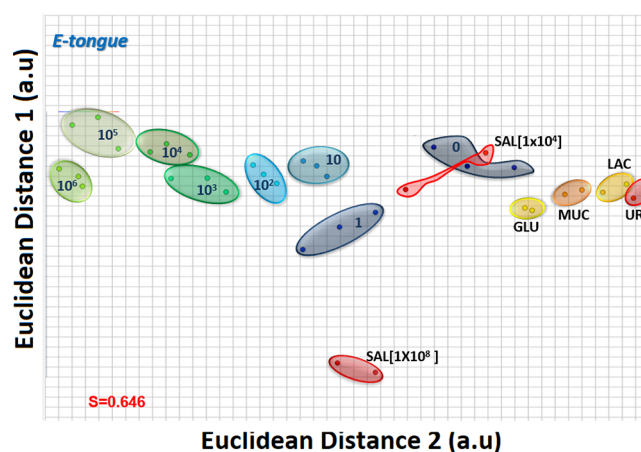 E-tongue
Euclidean Distance 1 (a.u)
10⁵
10⁴
10⁶
10³
10²
10
1
0
SAL[1x10⁴]
LAC
GLU
MUC
UR
SAL[1X10⁸ ]
S=0.646
Euclidean Distance 2 (a.u)